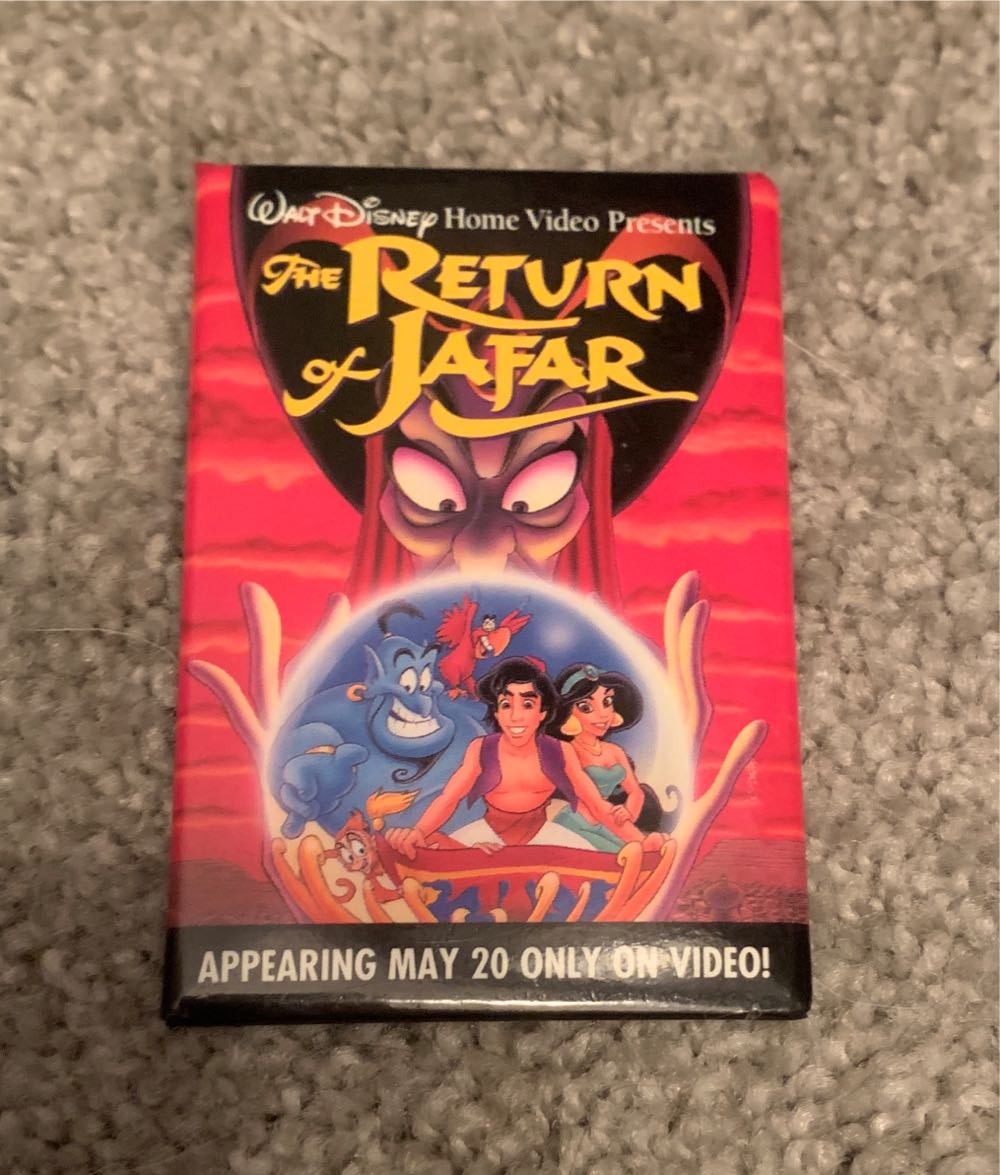 Walt Disney Home Video Presents
The Return
of Jafar
APPEARING MAY 20 ONLY ON VIDEO!